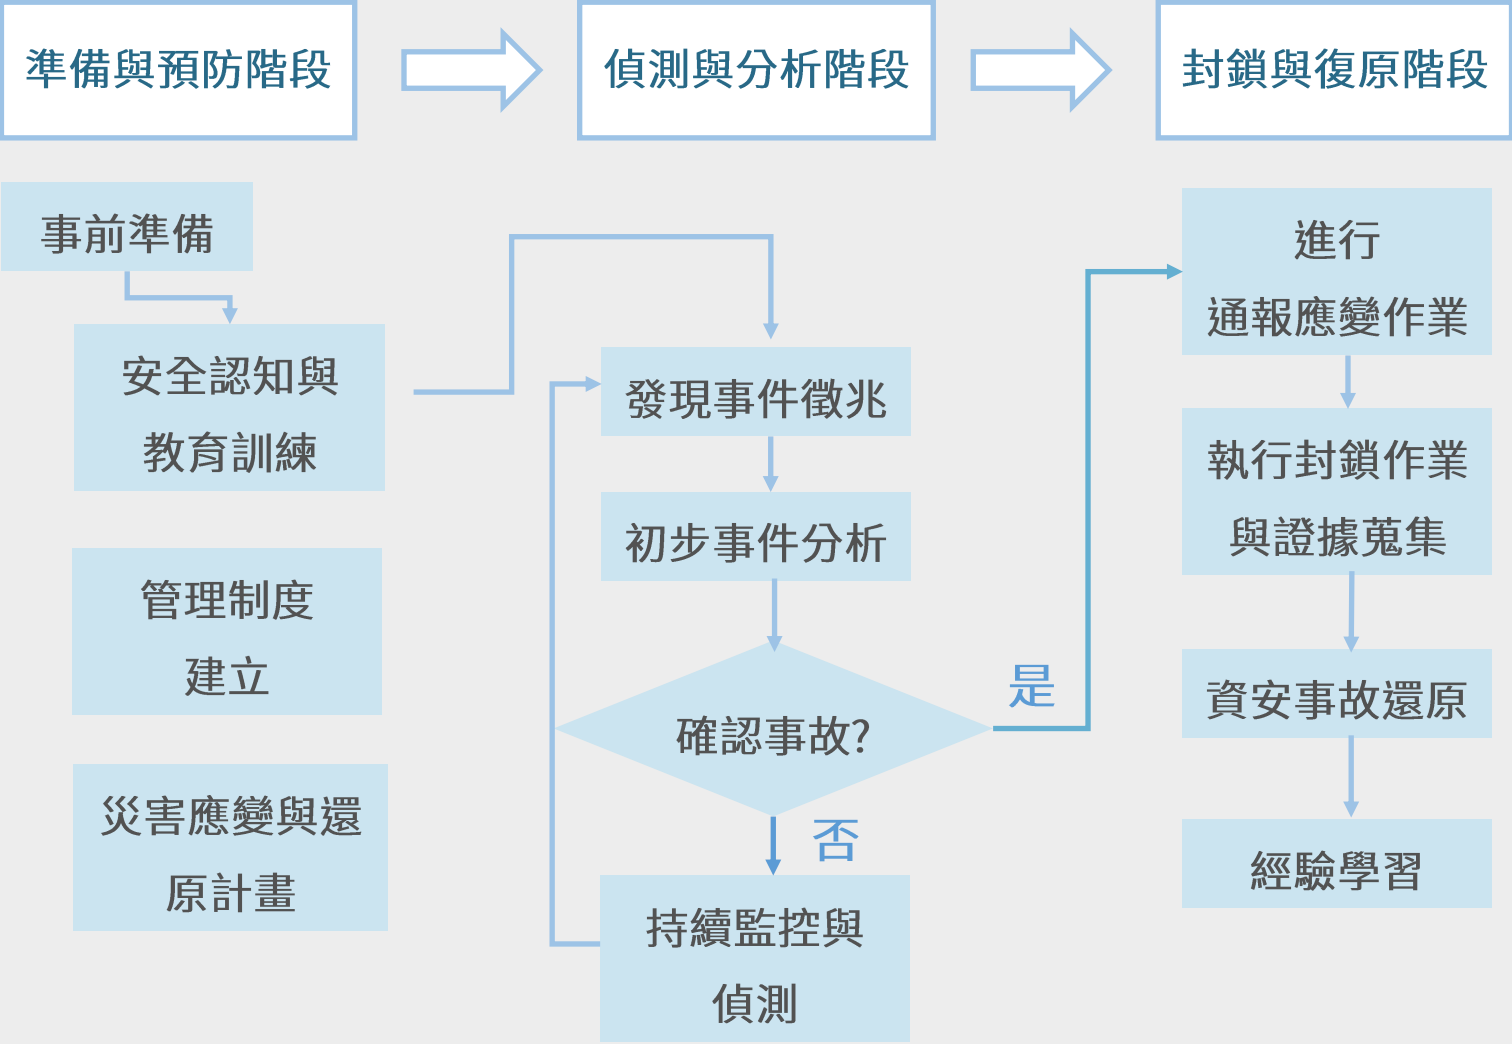 準備與預防階段
偵測與分析階段
封鎖與復原階段
事前準備
安全認知與
教育訓練
管理制度
建立
災害應變與還
原計畫
發現事件徵兆
初步事件分析
確認事故?
是
否
持續監控與
偵測
進行
通報應變作業
執行封鎖作業
與證據蒐集
資安事故還原
經驗學習